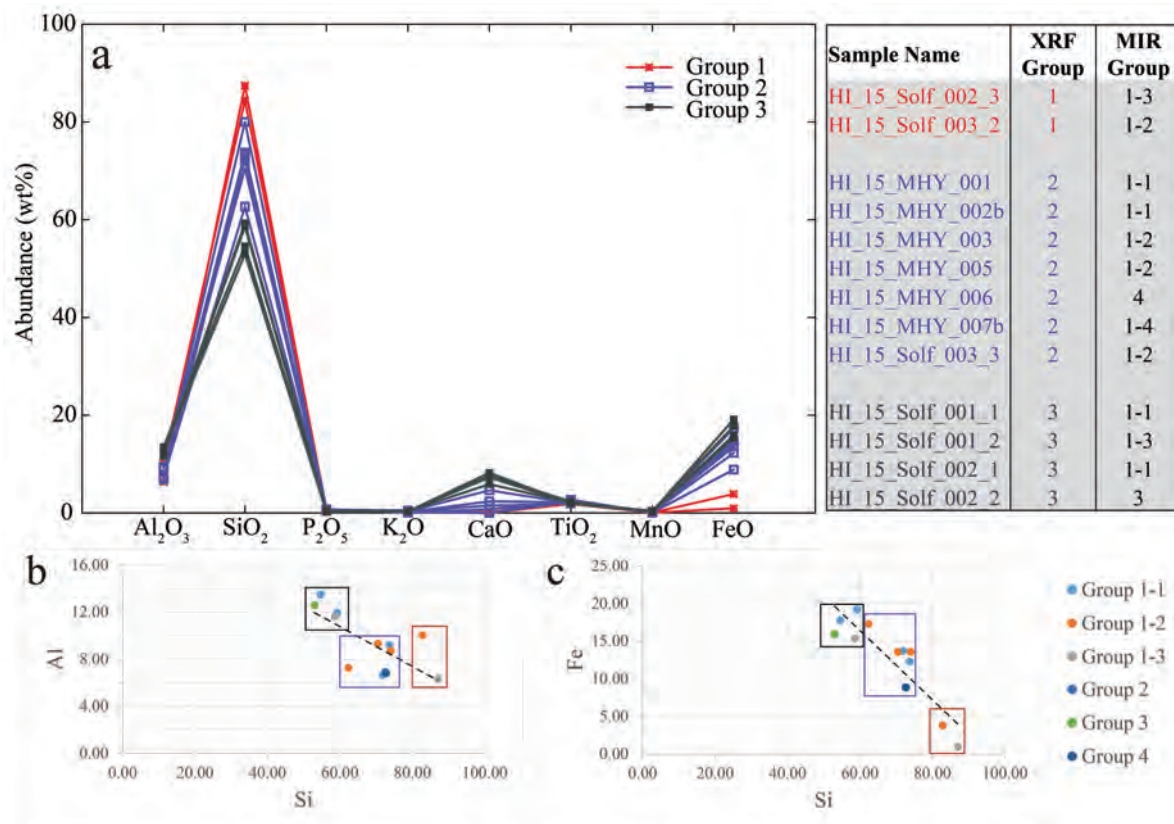 a
100
80
60
40
20
0
Abundance (wt%)
Group 1
Group 2
Group 3
Al₂O₃ SiO₂ P₂O₅ K₂O CaO TiO₂ MnO FeO
Sample Name XRF Group MIR Group
HI_15_Solf_002_3 1 1-3
HI_15_Solf_003_2 1 1-2
HI_15_MHY_001 2 1-1
HI_15_MHY_002b 2 1-1
HI_15_MHY_003 2 1-2
HI_15_MHY_005 2 1-2
HI_15_MHY_006 2 4
HI_15_MHY_007b 2 1-4
HI_15_Solf_003_3 2 1-2
HI_15_Solf_001_1 3 1-1
HI_15_Solf_001_2 3 1-3
HI_15_Solf_002_1 3 1-1
HI_15_Solf_002_2 3 3
b
16.00
12.00
8.00
4.00
0.00
Al
0.00 20.00 40.00 60.00 80.00 100.00
Si
c
25.00
20.00
15.00
10.00
5.00
0.00
Fe
0.00 20.00 40.00 60.00 80.00 100.00
Si
Group 1-1
Group 1-2
Group 1-3
Group 2
Group 3
Group 4